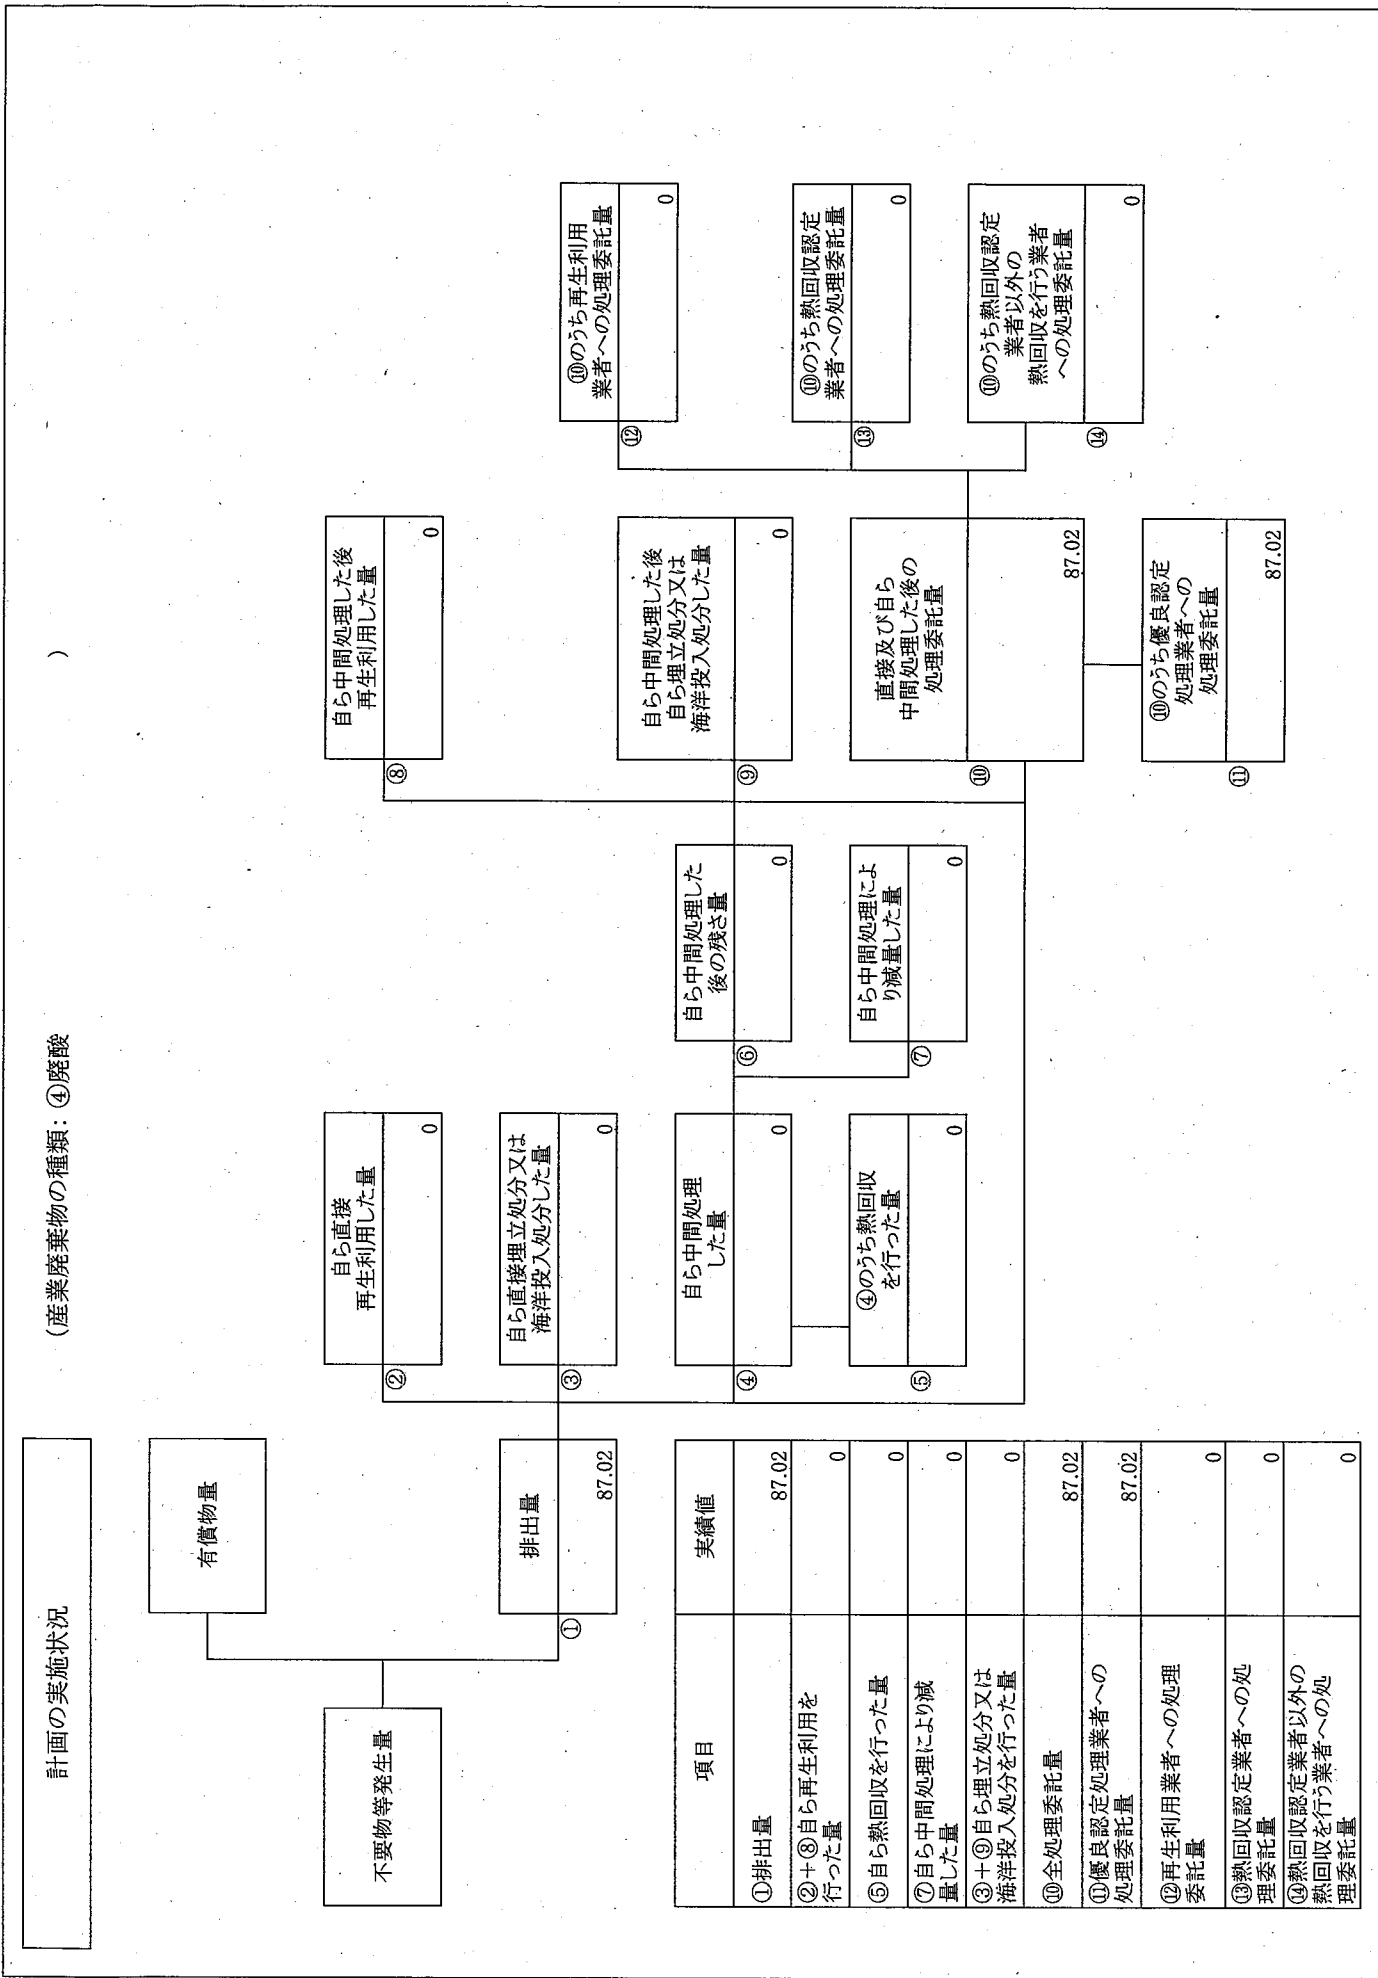 計画の実施状況
(産業廃棄物の種類：④廃酸
)
不要物等発生量
有償物量
①
排出量
87.02
②
自ら直接
再生利用した量
0
③
自ら直接埋立処分又は
海洋投入処分した量
0
④
自ら中間処理
した量
0
⑤
④のうち熱回収
を行った量
0
⑥
自ら中間処理した
後の残さ量
0
⑦
自ら中間処理によ
り減量した量
0
⑧
自ら中間処理した後
再生利用した量
0
⑨
自ら中間処理した後
自ら埋立処分又は
海洋投入処分した量
0
⑩
直接及び自ら
中間処理した後の
処理委託量
87.02
⑪
⑩のうち優良認定
処理業者への
処理委託量
87.02
⑫
⑩のうち再生利用
業者への処理委託量
0
⑬
⑩のうち熱回収認定
業者への処理委託量
0
⑭
⑩のうち熱回収認定
業者以外の
熱回収を行う業者
への処理委託量
0
項目 実績値
①排出量 87.02
②+⑧自ら再生利用を
行った量 0
⑤自ら熱回収を行った量 0
⑦自ら中間処理により減
量した量 0
③+⑨自ら埋立処分又は
海洋投入処分を行った量 0
⑩全処理委託量 87.02
⑪優良認定処理業者への
処理委託量 87.02
⑫再生利用業者への処理
委託量 0
⑬熱回収認定業者への処
理委託量 0
⑭熱回収認定業者以外の
熱回収を行う業者への処
理委託量 0